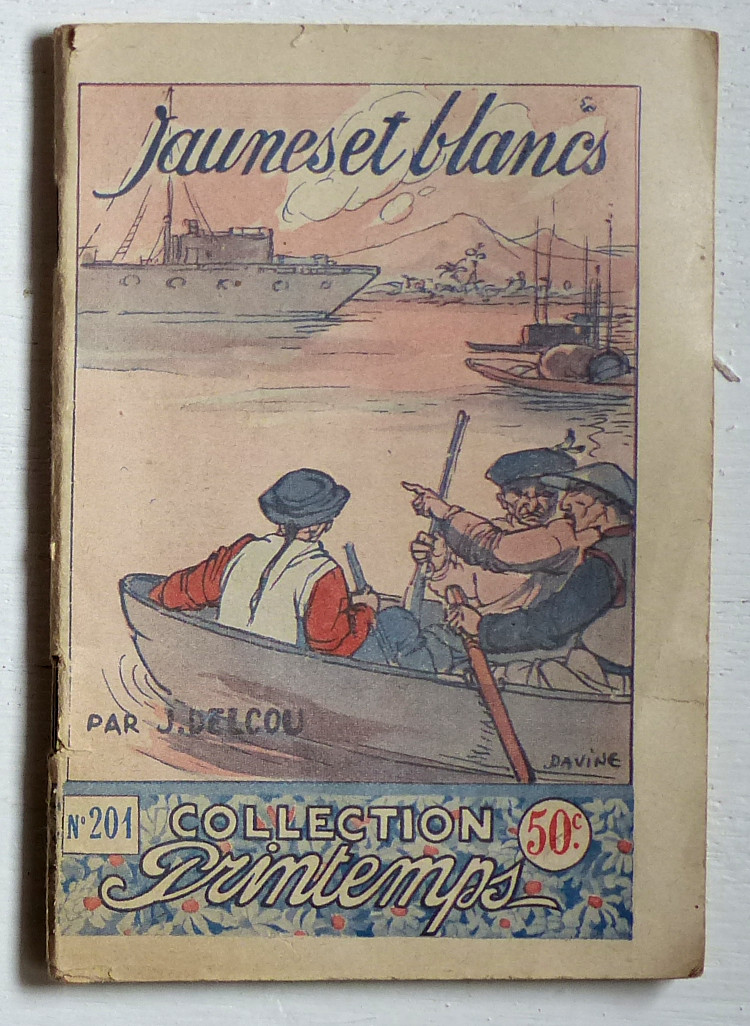 Jaunes et blancs
PAR J. DELCOU
DAVINE
N° 201
COLLECTION
Printemps
50c.